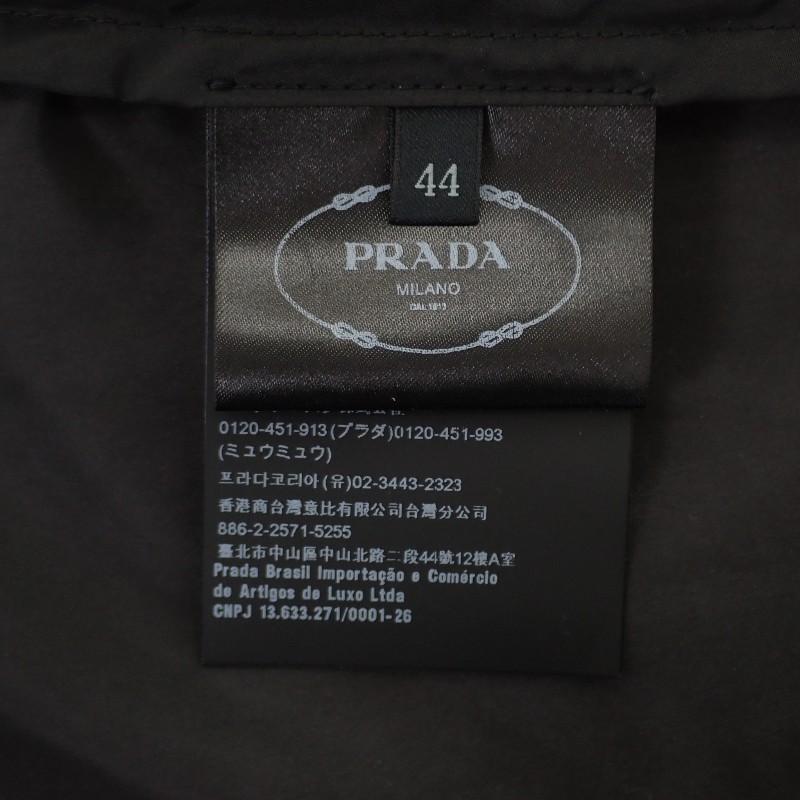 44
PRADA
MILANO
DAL 1913
0120-451-913(プラダ)0120-451-993
(ミュウミュウ)
프라다코리아(유)02-3443-2323
香港商台灣意比有限公司台灣分公司
886-2-2571-5255
臺北市中山區中山北路二段44號12樓A室
Prada Brasil Importação e Comércio
de Artigos de Luxo Ltda
CNPJ 13.633.271/0001-26